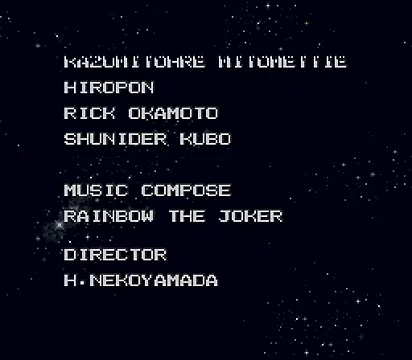 HIROPON
RICK OKAMOTO
SHUNIDER KUBO
MUSIC COMPOSE
RAINBOW THE JOKER
DIRECTOR
H.NEKOYAMADA